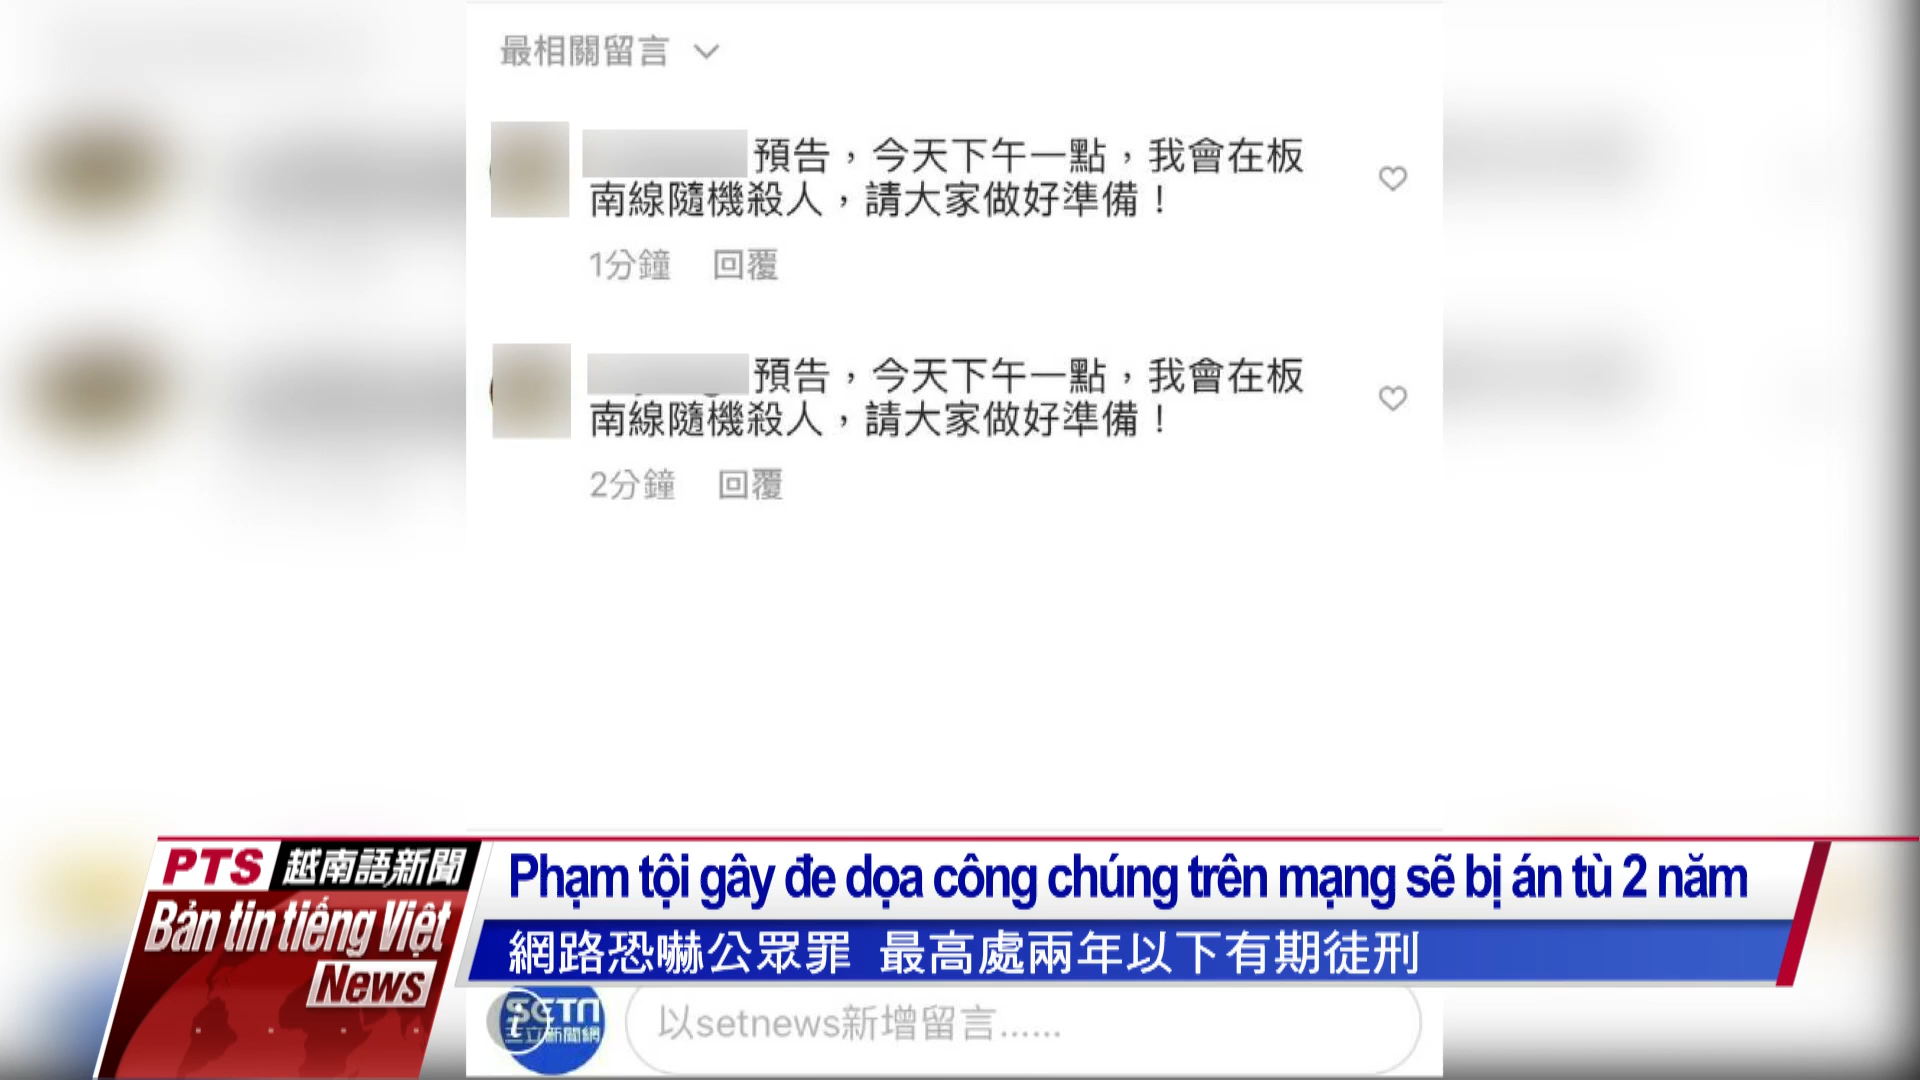 最相關留言
預告，今天下午一點，我會在板
南線隨機殺人，請大家做好準備！
1分鐘 回覆
預告，今天下午一點，我會在板
南線隨機殺人，請大家做好準備！
2分鐘 回覆
PTS 越南語新聞
Bản tin tiếng Việt
News
Phạm tội gây đe dọa công chúng trên mạng sẽ bị án tù 2 năm
網路恐嚇公眾罪 最高處兩年以下有期徒刑
SETN
三立新聞網
以setnews新增留言......